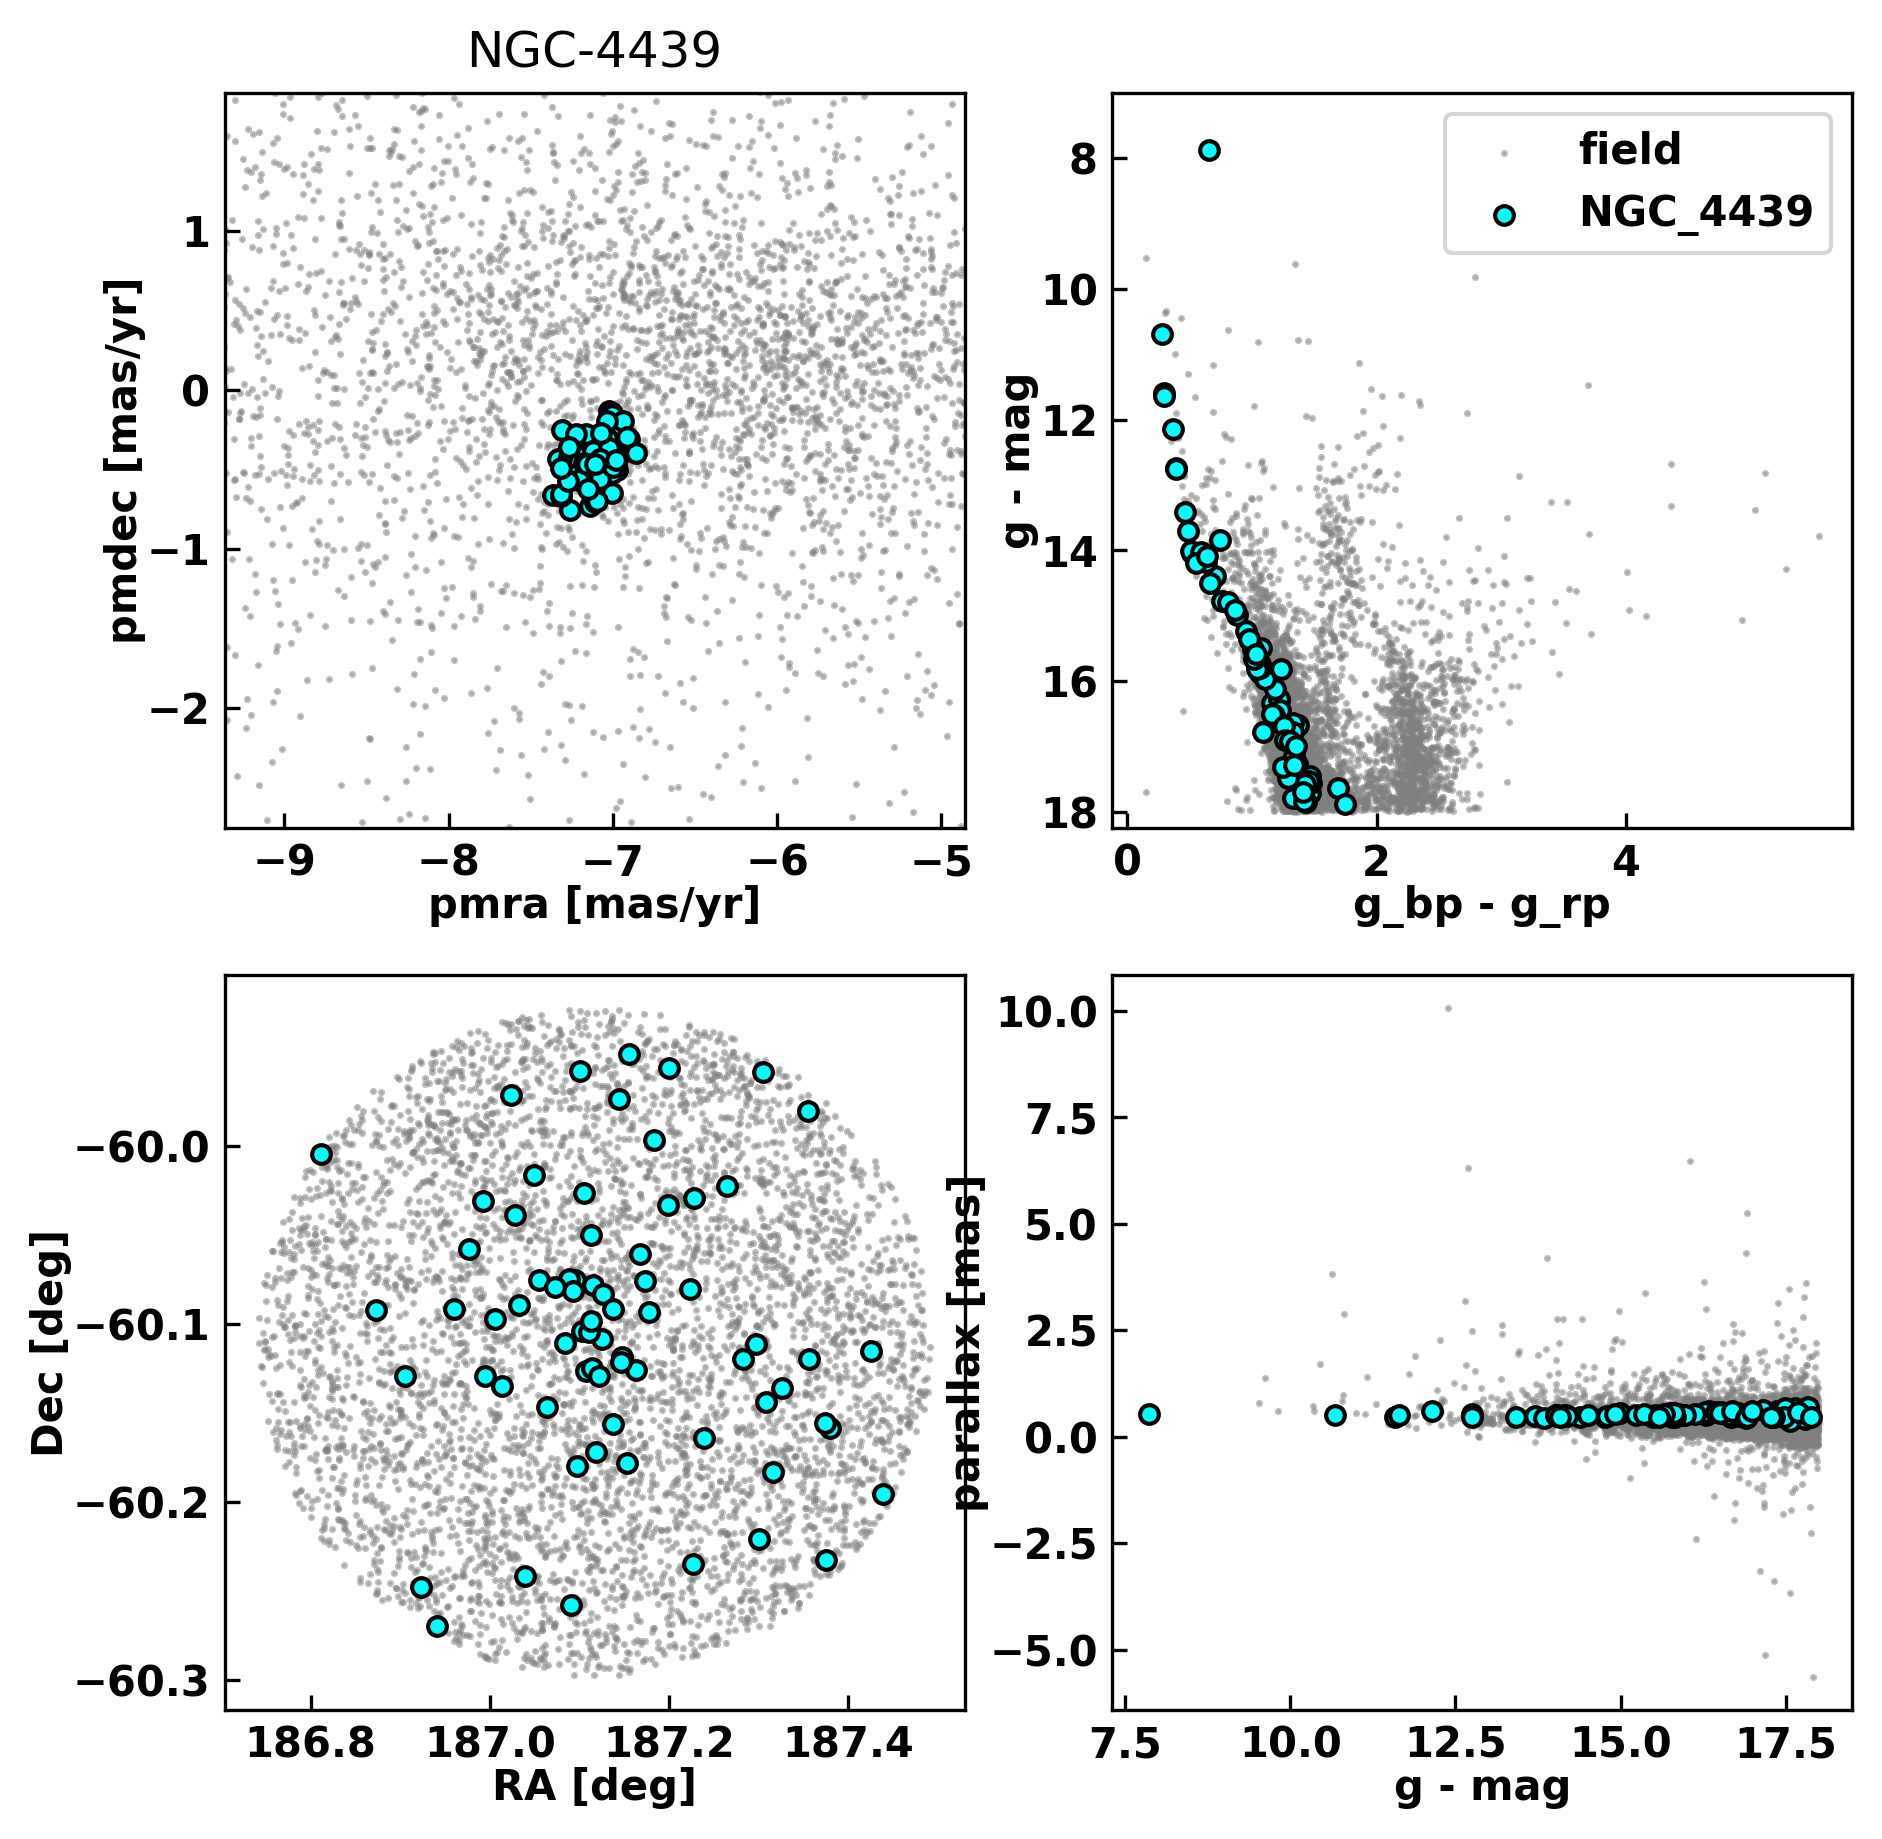 NGC-4439
1
0
−1
−2
pmdec [mas/yr]
−9 −8 −7 −6 −5
pmra [mas/yr]
field
NGC_4439
8
10
12
14
16
18
g - mag
0 2 4
g_bp - g_rp
−60.0
−60.1
−60.2
−60.3
Dec [deg]
186.8 187.0 187.2 187.4
RA [deg]
10.0
7.5
5.0
2.5
0.0
−2.5
−5.0
parallax [mas]
7.5 10.0 12.5 15.0 17.5
g - mag